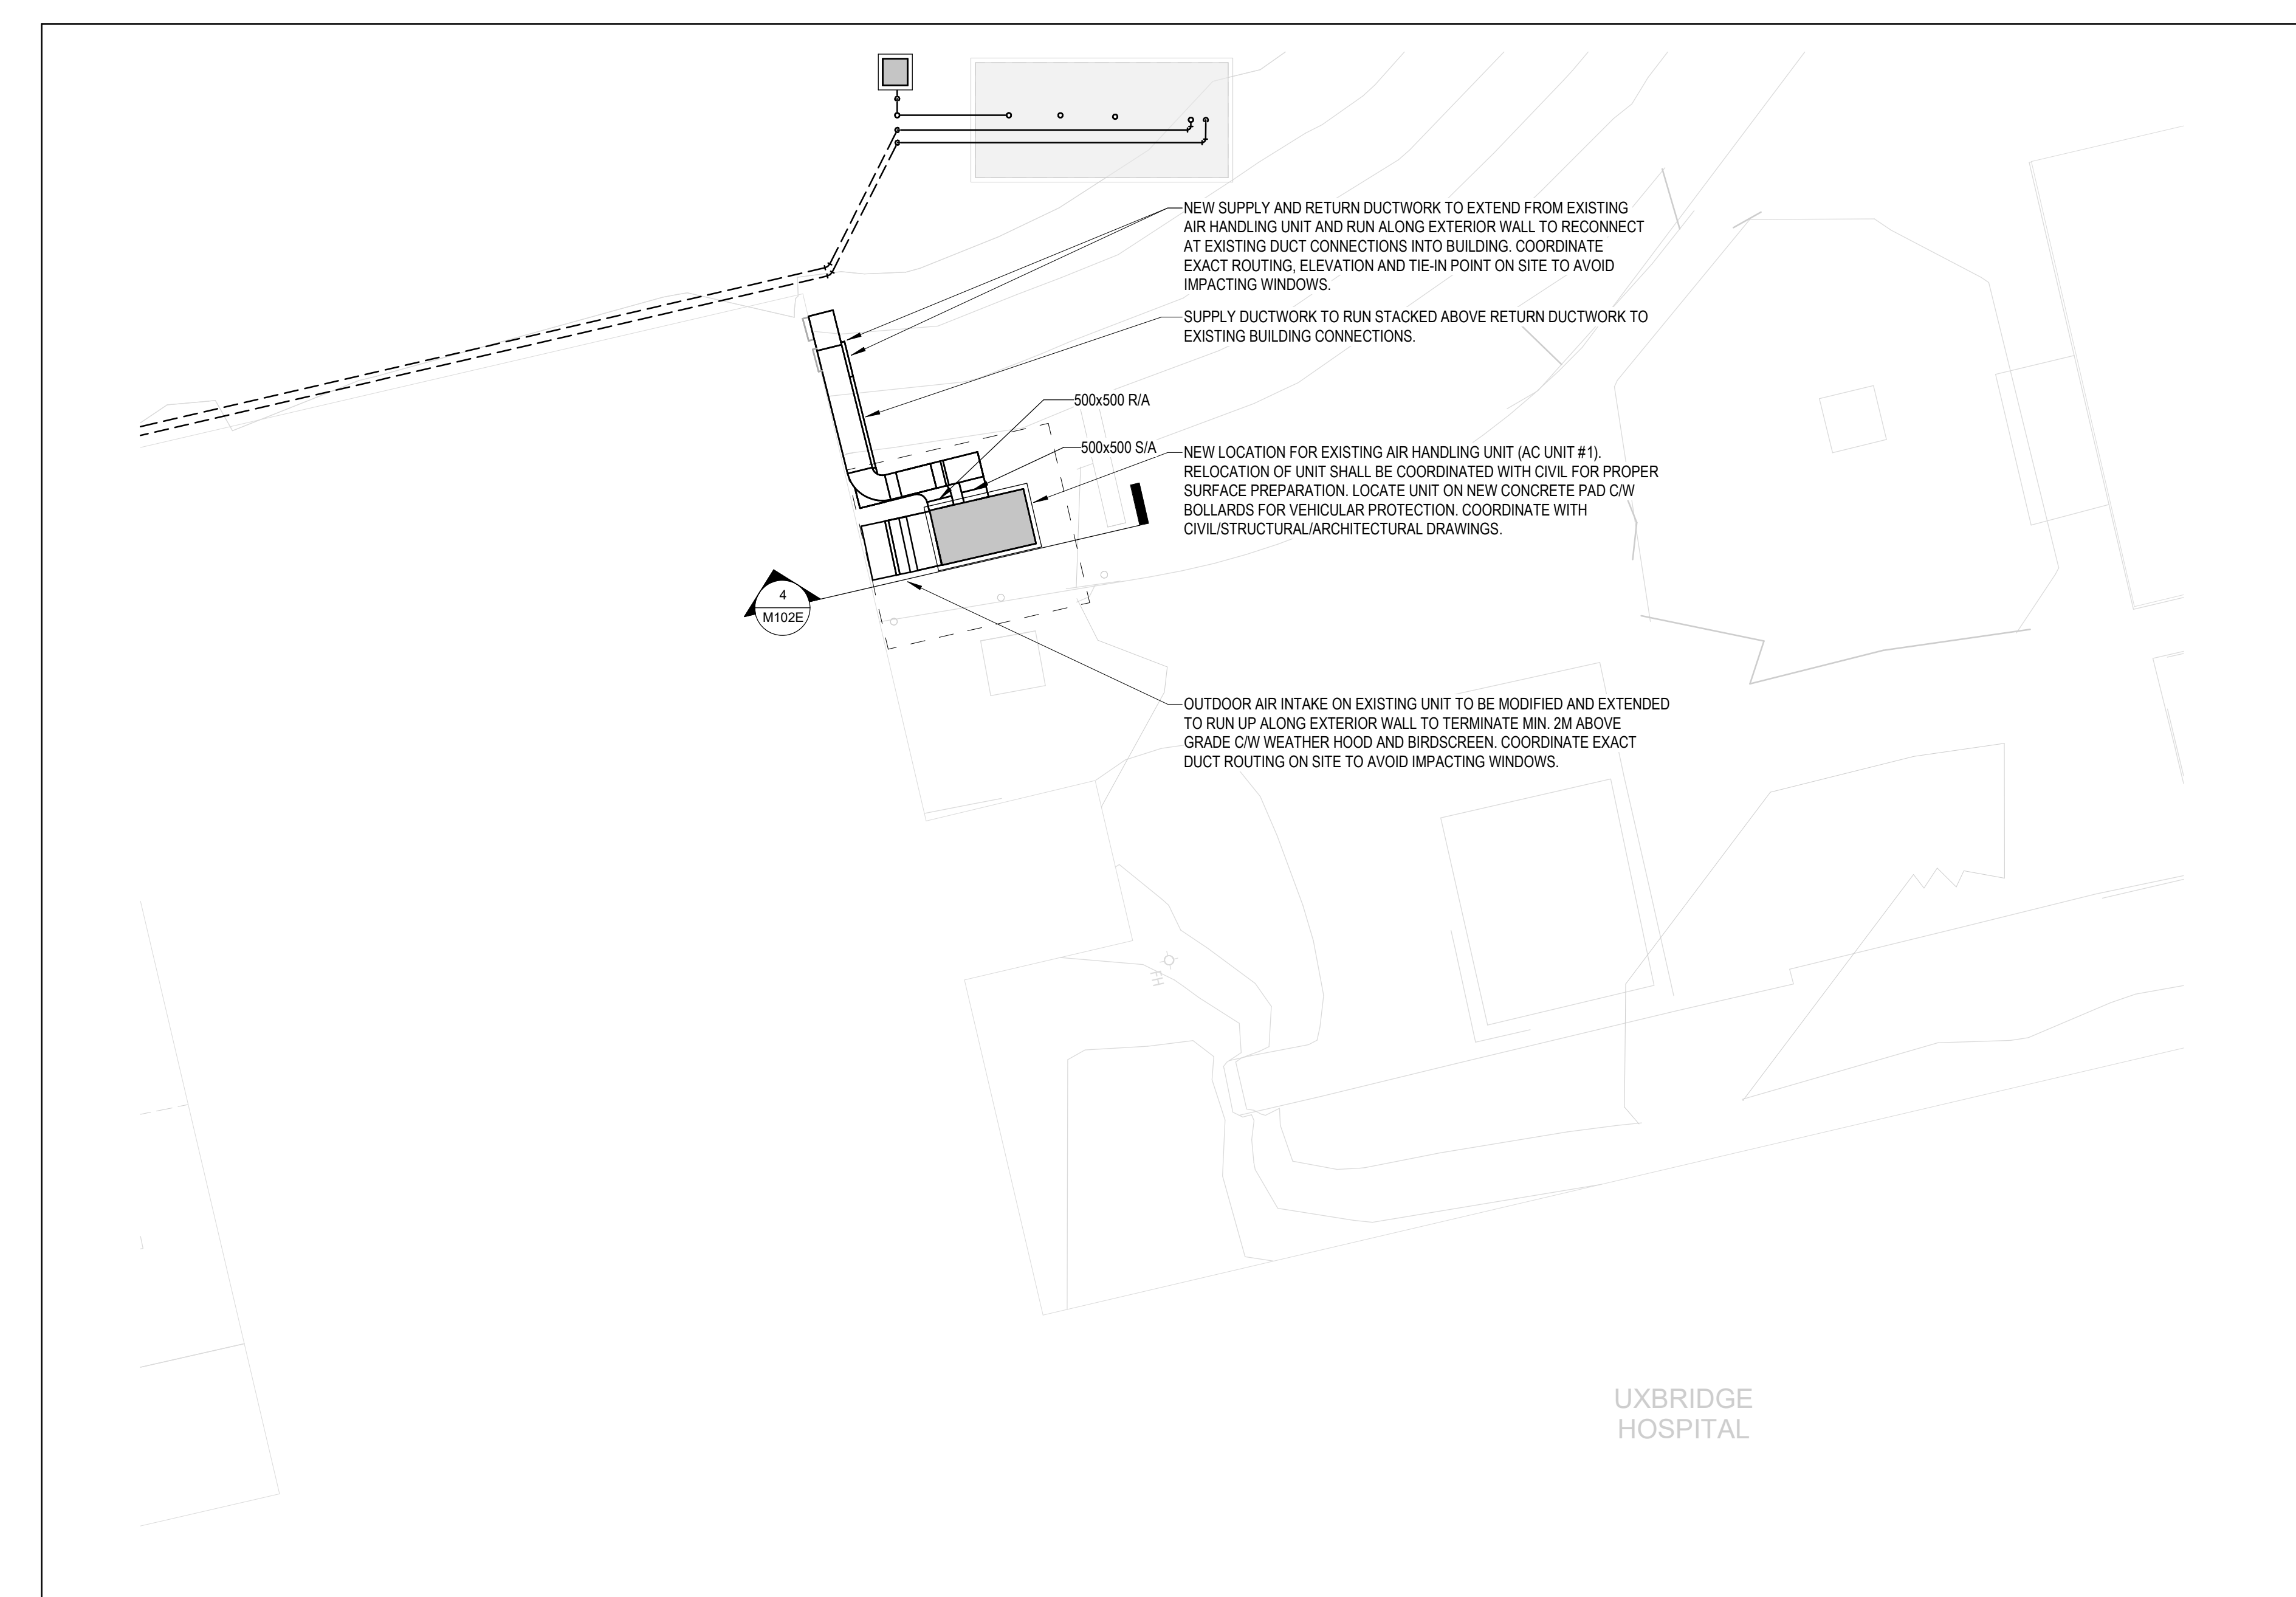 NEW SUPPLY AND RETURN DUCTWORK TO EXTEND FROM EXISTING
AIR HANDLING UNIT AND RUN ALONG EXTERIOR WALL TO RECONNECT
AT EXISTING DUCT CONNECTIONS INTO BUILDING. COORDINATE
EXACT ROUTING, ELEVATION AND TIE-IN POINT ON SITE TO AVOID
IMPACTING WINDOWS.
SUPPLY DUCTWORK TO RUN STACKED ABOVE RETURN DUCTWORK TO
EXISTING BUILDING CONNECTIONS.
500x500 R/A
500x500 S/A
NEW LOCATION FOR EXISTING AIR HANDLING UNIT (AC UNIT #1).
RELOCATION OF UNIT SHALL BE COORDINATED WITH CIVIL FOR PROPER
SURFACE PREPARATION. LOCATE UNIT ON NEW CONCRETE PAD C/W
BOLLARDS FOR VEHICULAR PROTECTION. COORDINATE WITH
CIVIL/STRUCTURAL/ARCHITECTURAL DRAWINGS.
4
M102E
OUTDOOR AIR INTAKE ON EXISTING UNIT TO BE MODIFIED AND EXTENDED
TO RUN UP ALONG EXTERIOR WALL TO TERMINATE MIN. 2M ABOVE
GRADE C/W WEATHER HOOD AND BIRDSCREEN. COORDINATE EXACT
DUCT ROUTING ON SITE TO AVOID IMPACTING WINDOWS.
FH
UXBRIDGE
HOSPITAL